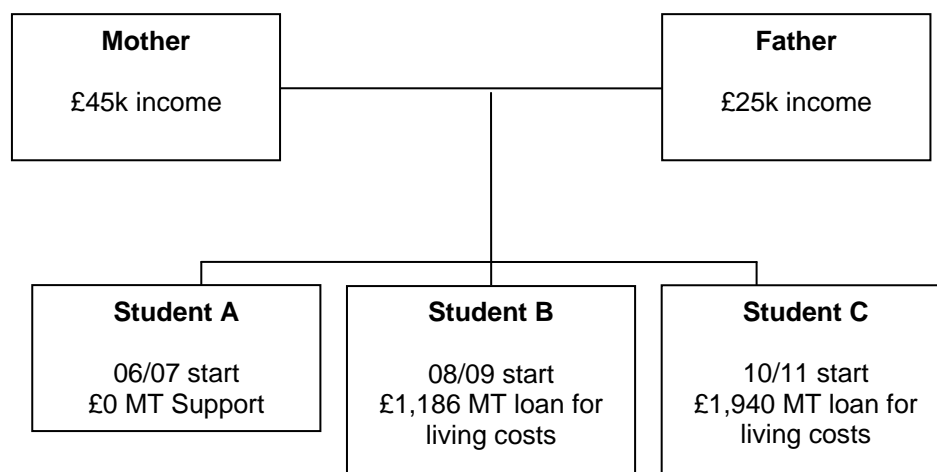 Mother
£45k income
Father
£25k income
Student A
06/07 start
£0 MT Support
Student B
08/09 start
£1,186 MT loan for
living costs
Student C
10/11 start
£1,940 MT loan for
living costs